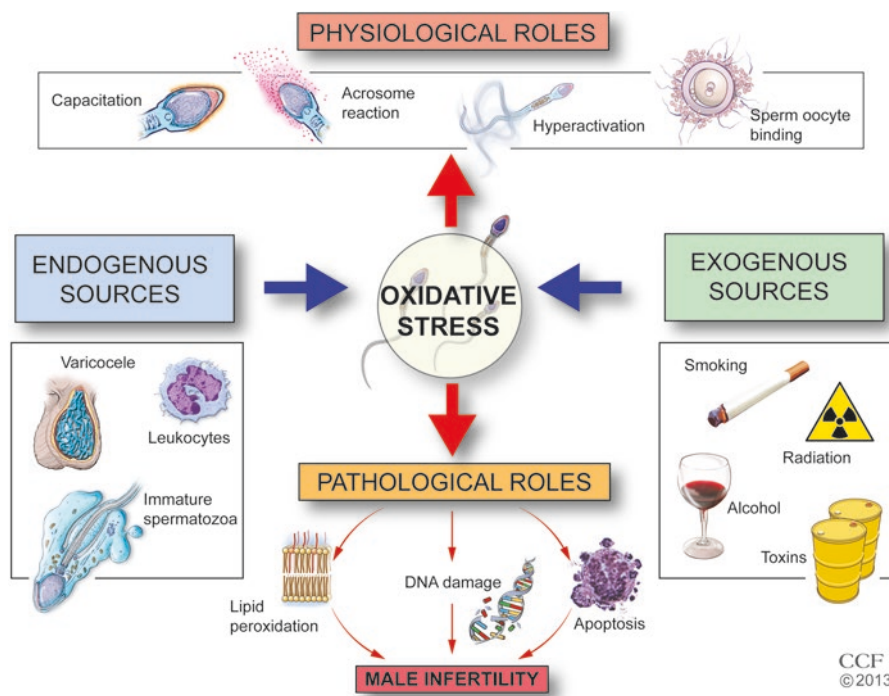 PHYSIOLOGICAL ROLES
Capacitation
Acrosome
reaction
Hyperactivation
Sperm oocyte
binding
ENDOGENOUS
SOURCES
OXIDATIVE
STRESS
EXOGENOUS
SOURCES
Varicocele
Leukocytes
Immature
spermatozoa
Smoking
Radiation
Alcohol
Toxins
PATHOLOGICAL ROLES
Lipid
peroxidation
DNA damage
Apoptosis
MALE INFERTILITY
CCF
©2013